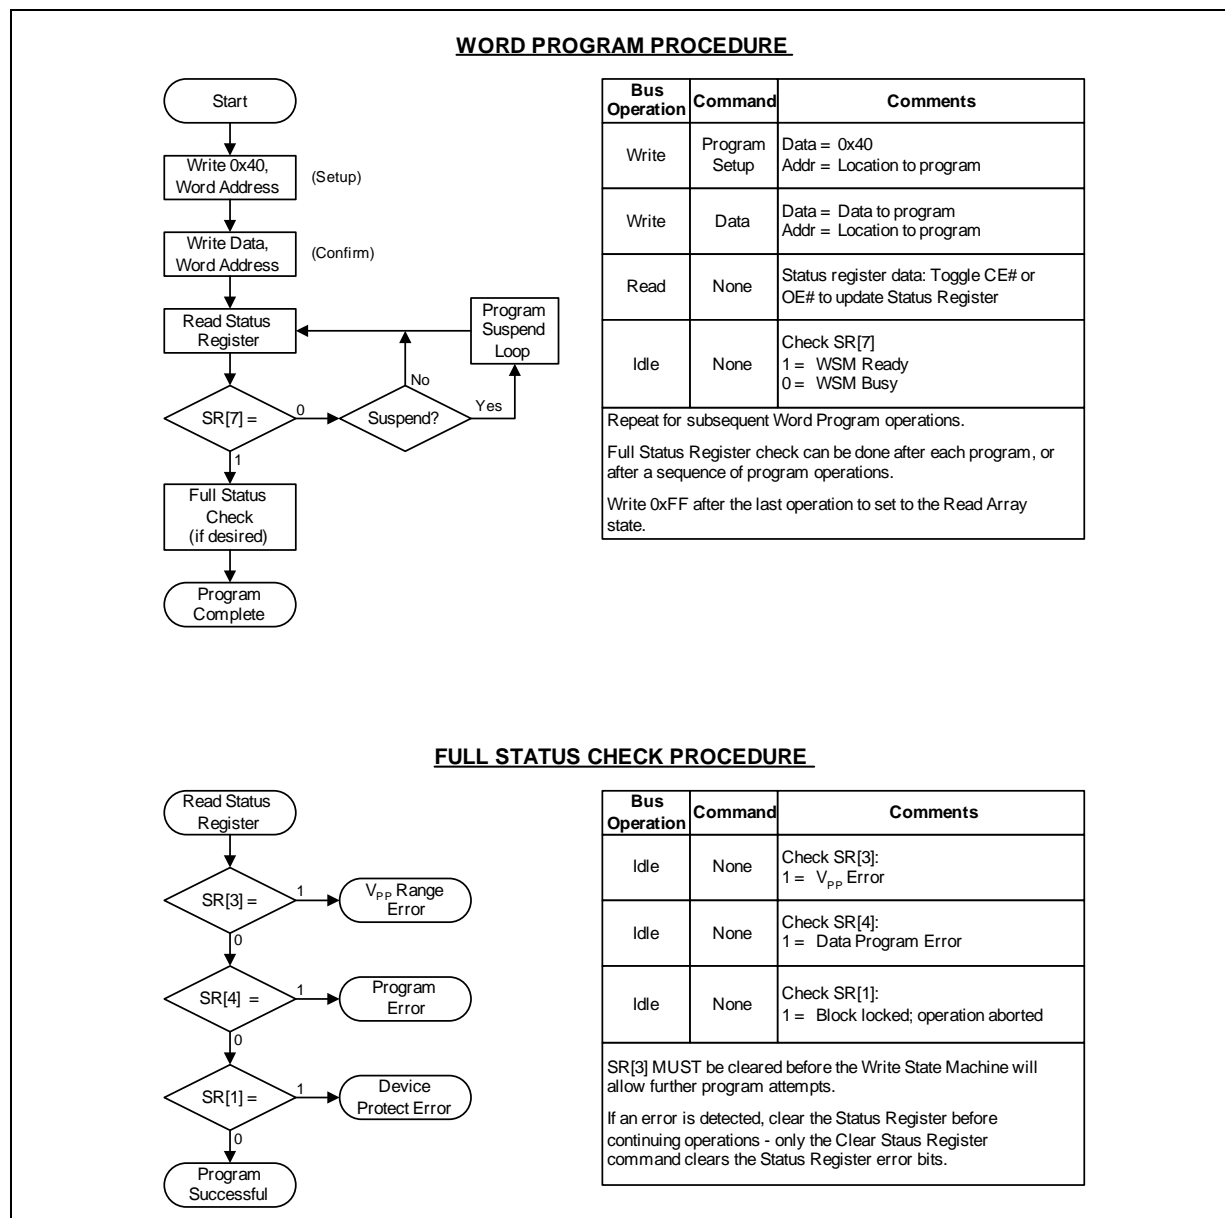 WORD PROGRAM PROCEDURE
Start
Write 0x40,
Word Address
(Setup)
Write Data,
Word Address
(Confirm)
Read Status
Register
Program
Suspend
Loop
No
Yes
SR[7] =
0
Suspend?
1
Full Status
Check
(if desired)
Program
Complete
Bus
Operation
Command
Comments
Write
Program
Setup
Data = 0x40
Addr = Location to program
Write
Data
Data = Data to program
Addr = Location to program
Read
None
Status register data: Toggle CE# or
OE# to update Status Register
Idle
None
Check SR[7]
1 = WSM Ready
0 = WSM Busy
Repeat for subsequent Word Program operations.
Full Status Register check can be done after each program, or
after a sequence of program operations.
Write 0xFF after the last operation to set to the Read Array
state.
FULL STATUS CHECK PROCEDURE
Read Status
Register
SR[3] =
1
VPP Range
Error
0
SR[4] =
1
Program
Error
0
SR[1] =
1
Device
Protect Error
0
Program
Successful
Bus
Operation
Command
Comments
Idle
None
Check SR[3]:
1 = VPP Error
Idle
None
Check SR[4]:
1 = Data Program Error
Idle
None
Check SR[1]:
1 = Block locked; operation aborted
SR[3] MUST be cleared before the Write State Machine will
allow further program attempts.
If an error is detected, clear the Status Register before
continuing operations - only the Clear Staus Register
command clears the Status Register error bits.